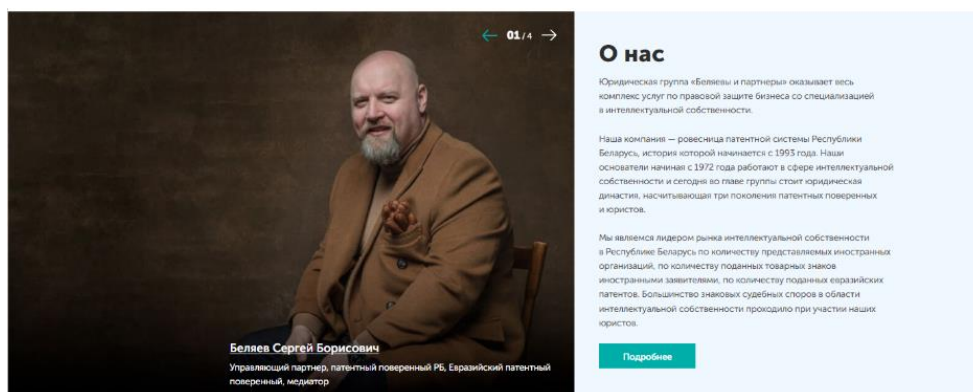 ← 01 / 4 →
Беляев Сергей Борисович
Управляющий партнер, патентный поверенный РБ, Евразийский патентный
поверенный, медиатор
О нас
Юридическая группа «Беляевы и партнеры» оказывает весь
комплекс услуг по правовой защите бизнеса со специализацией
в интеллектуальной собственности.
Наша компания — ровесница патентной системы Республики
Беларусь, история которой начинается с 1993 года. Наши
основатели начиная с 1972 года работают в сфере интеллектуальной
собственности и сегодня во главе группы стоит юридическая
династия, насчитывающая три поколения патентных поверенных
и юристов.
Мы являемся лидером рынка интеллектуальной собственности
в Республике Беларусь по количеству представляемых иностранных
организаций, по количеству поданных товарных знаков
иностранными заявителями, по количеству поданных евразийских
патентов. Большинство знаковых судебных споров в области
интеллектуальной собственности проходило при участии наших
юристов.
Подробнее